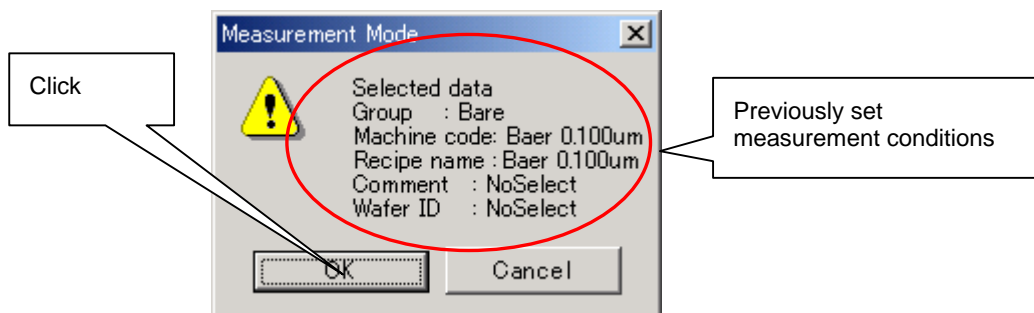 Measurement Mode
Click
Selected data
Group : Bare
Machine code: Baer 0.100um
Recipe name : Baer 0.100um
Comment : NoSelect
Wafer ID : NoSelect
Previously set
measurement conditions
OK
Cancel